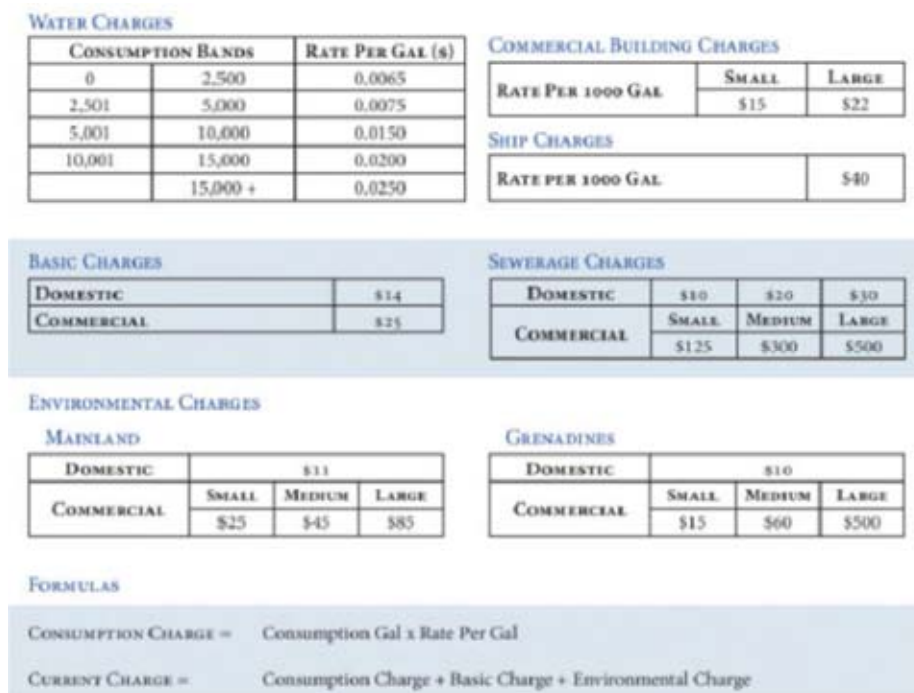 WATER CHARGES
CONSUMPTION BANDS RATE PER GAL ($)
0 2,500 0.0065
2,501 5,000 0.0075
5,001 10,000 0.0150
10,001 15,000 0.0200
15,000 + 0.0250
COMMERCIAL BUILDING CHARGES
RATE PER 1000 GAL SMALL LARGE
$15 $22
SHIP CHARGES
RATE PER 1000 GAL $40
BASIC CHARGES
DOMESTIC $14
COMMERCIAL $25
SEWERAGE CHARGES
DOMESTIC $10 $20 $30
COMMERCIAL SMALL MEDIUM LARGE
$125 $300 $500
ENVIRONMENTAL CHARGES
MAINLAND
DOMESTIC $11
COMMERCIAL SMALL MEDIUM LARGE
$25 $45 $85
GRENADINES
DOMESTIC $10
COMMERCIAL SMALL MEDIUM LARGE
$15 $60 $500
FORMULAS
CONSUMPTION CHARGE = Consumption Gal x Rate Per Gal
CURRENT CHARGE = Consumption Charge + Basic Charge + Environmental Charge